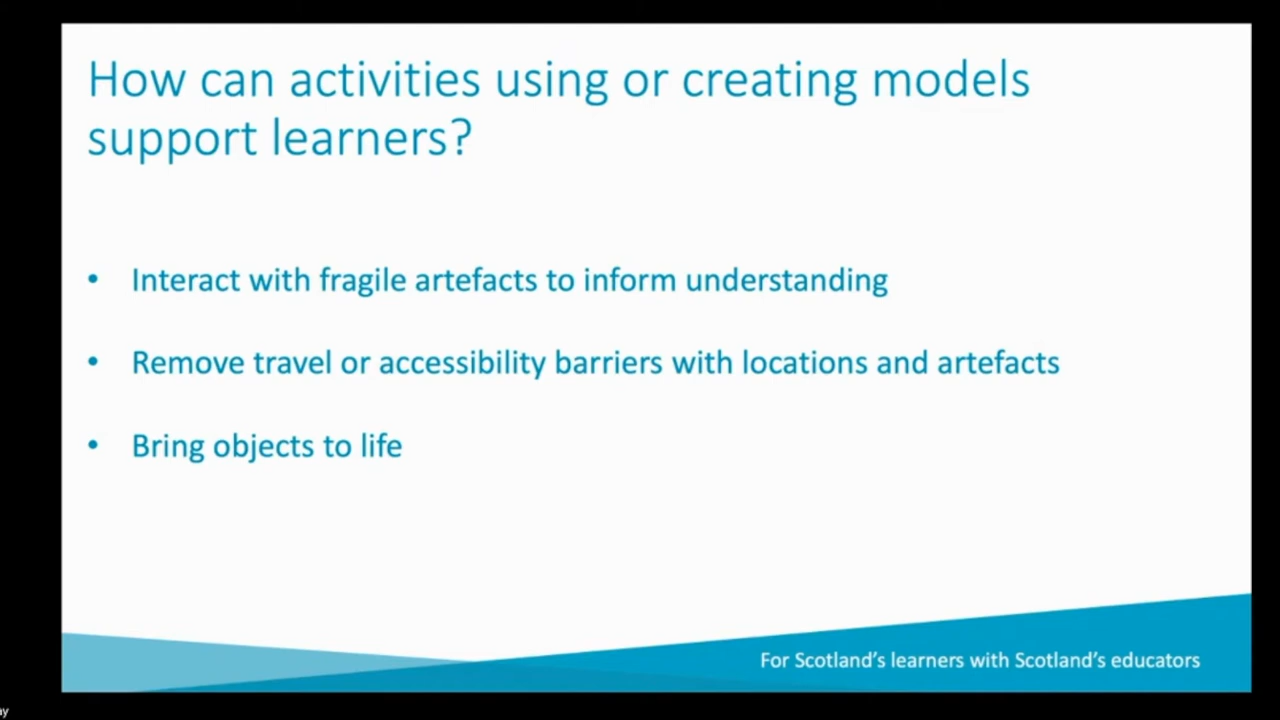 How can activities using or creating models
support learners?
• Interact with fragile artefacts to inform understanding
• Remove travel or accessibility barriers with locations and artefacts
• Bring objects to life
For Scotland's learners with Scotland's educators